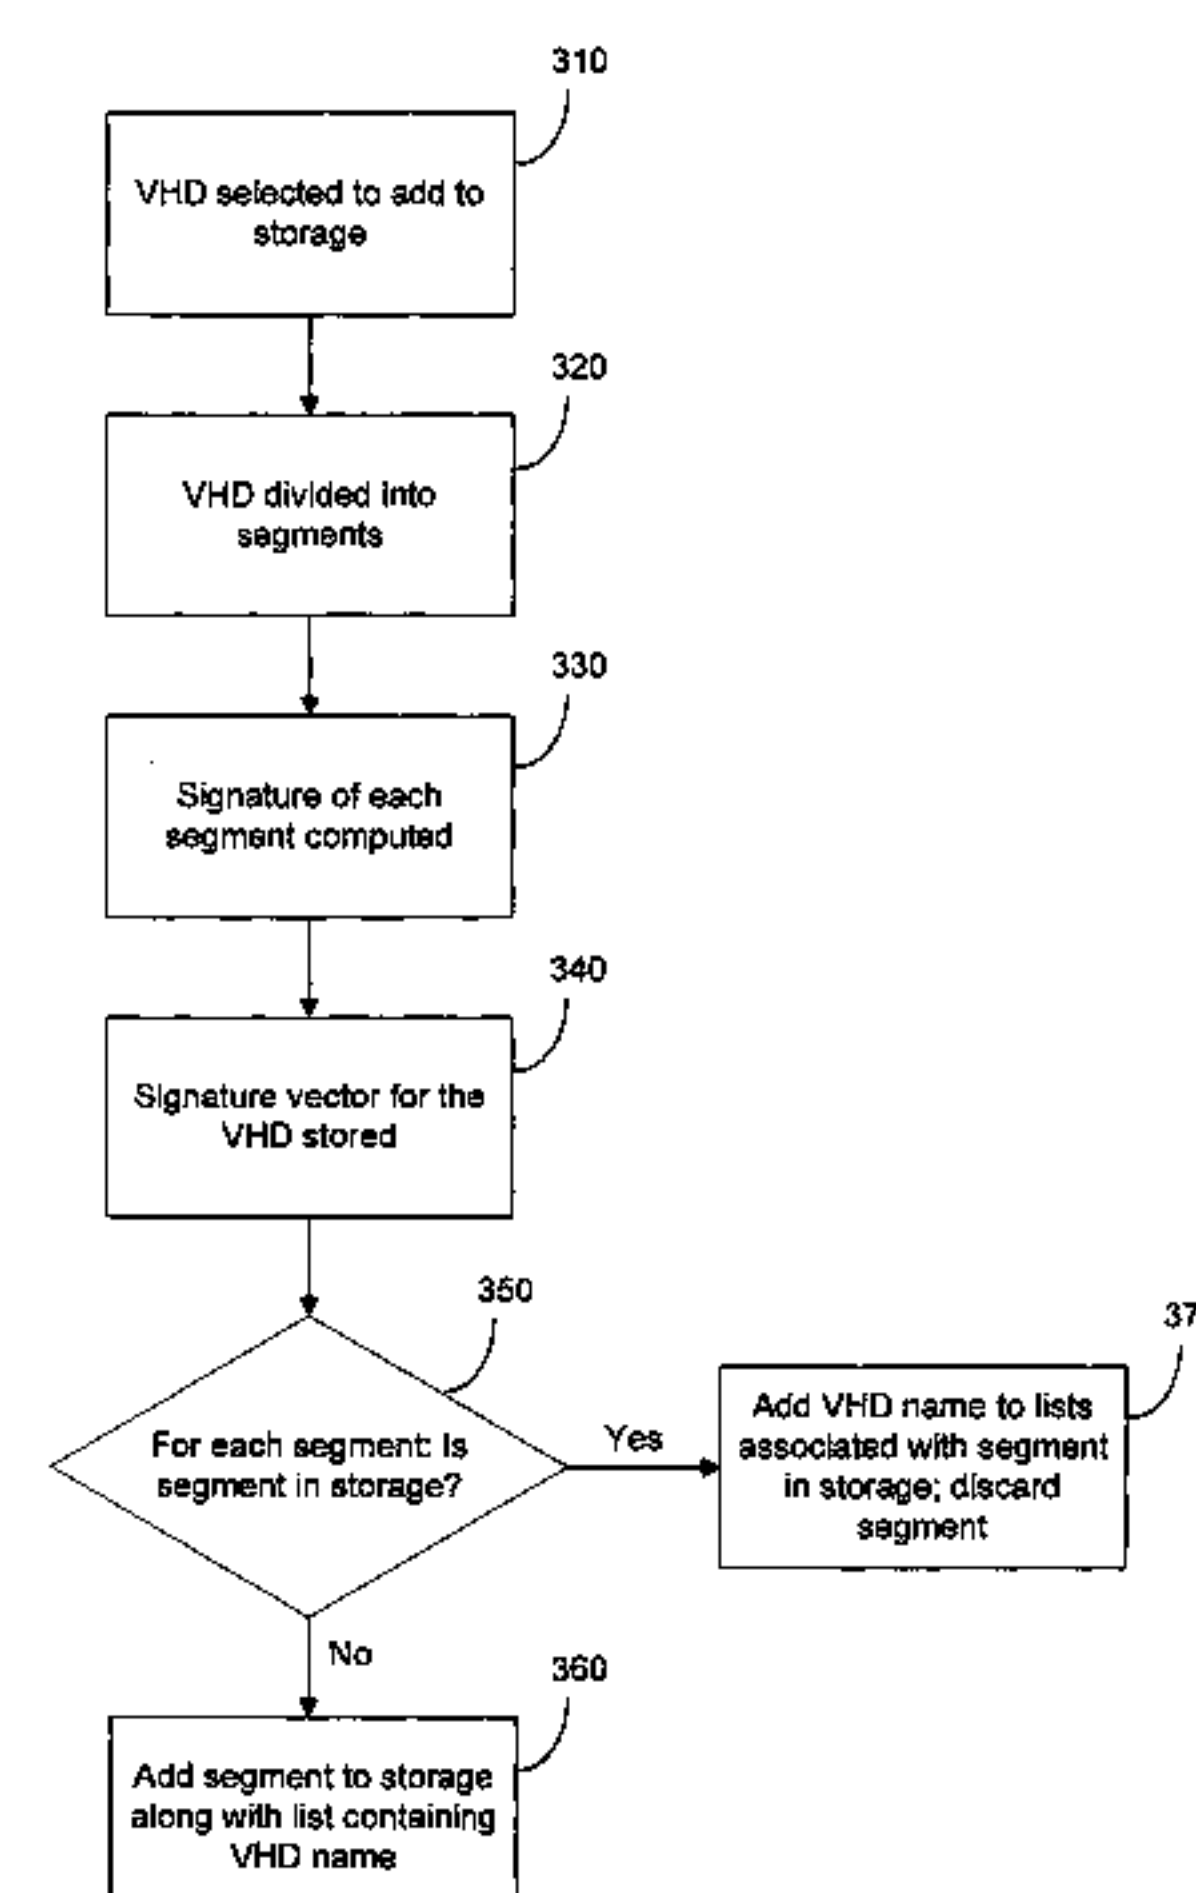 310
VHD selected to add to
storage
320
VHD divided into
segments
330
Signature of each
segment computed
340
Signature vector for the
VHD stored
350
For each segment: Is
segment in storage?
Yes
37
Add VHD name to lists
associated with segment
in storage; discard
segment
No
360
Add segment to storage
along with list containing
VHD name